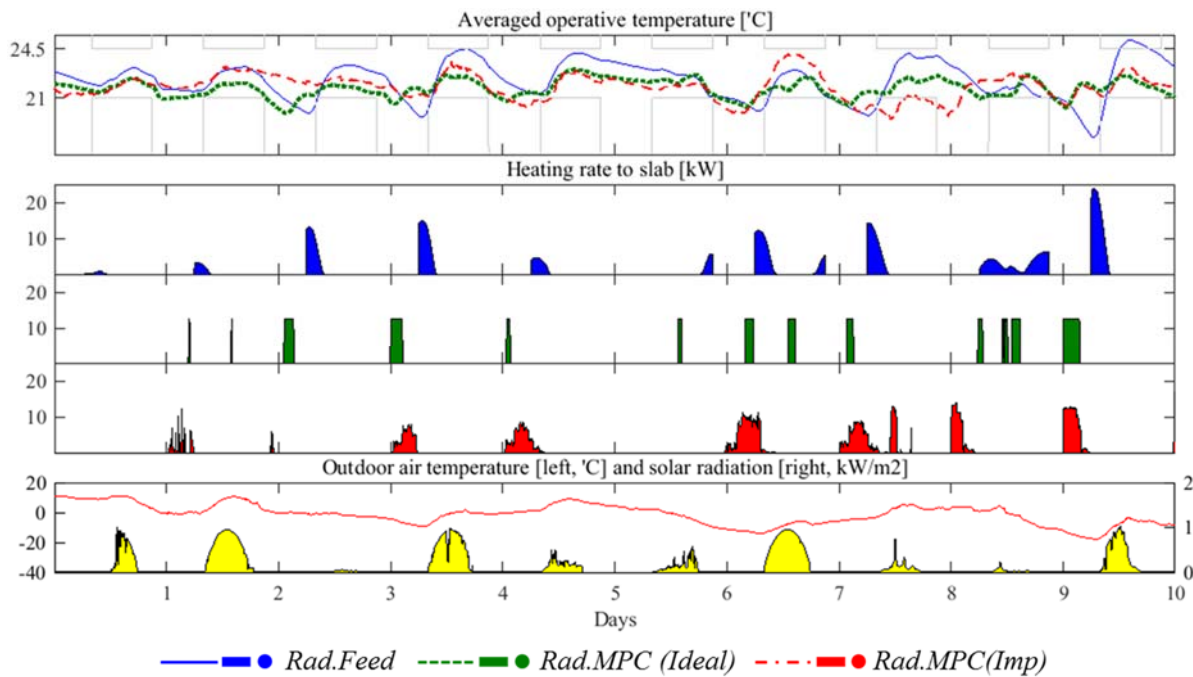 Averaged operative temperature ['C]
24.5
21
Heating rate to slab [kW]
20
10
20
10
20
10
Outdoor air temperature [left, 'C] and solar radiation [right, kW/m2]
20 2
0 1
-20
-40 0
1 2 3 4 5 6 7 8 9 10
Days
Rad.Feed Rad.MPC (Ideal) Rad.MPC(Imp)